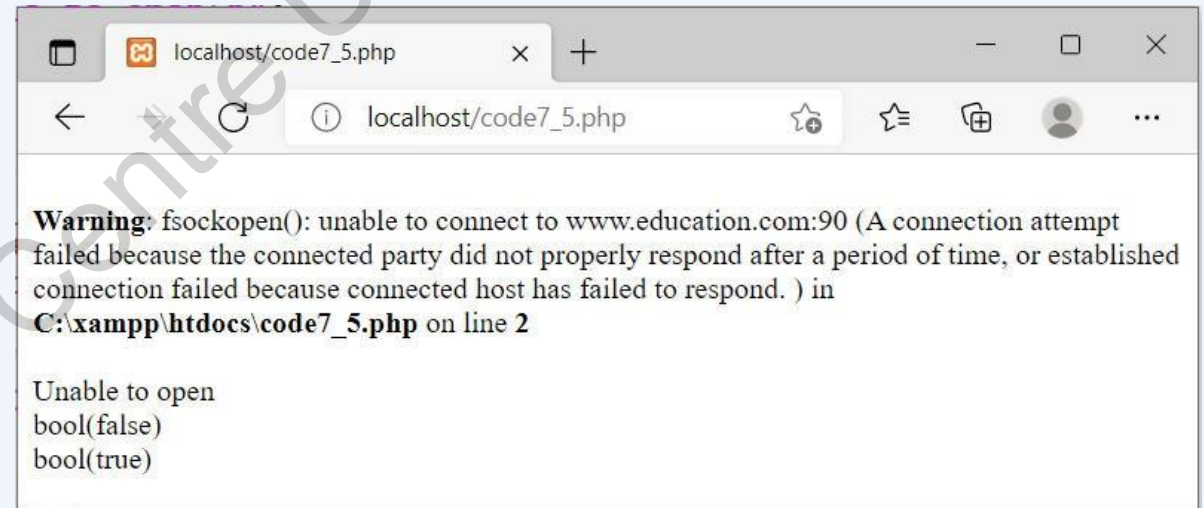 localhost/code7_5.php
localhost/code7_5.php
Centre
Warning: fsockopen(): unable to connect to www.education.com:90 (A connection attempt
failed because the connected party did not properly respond after a period of time, or established
connection failed because connected host has failed to respond. ) in
C:\xampp\htdocs\code7_5.php on line 2
Unable to open
bool(false)
bool(true)